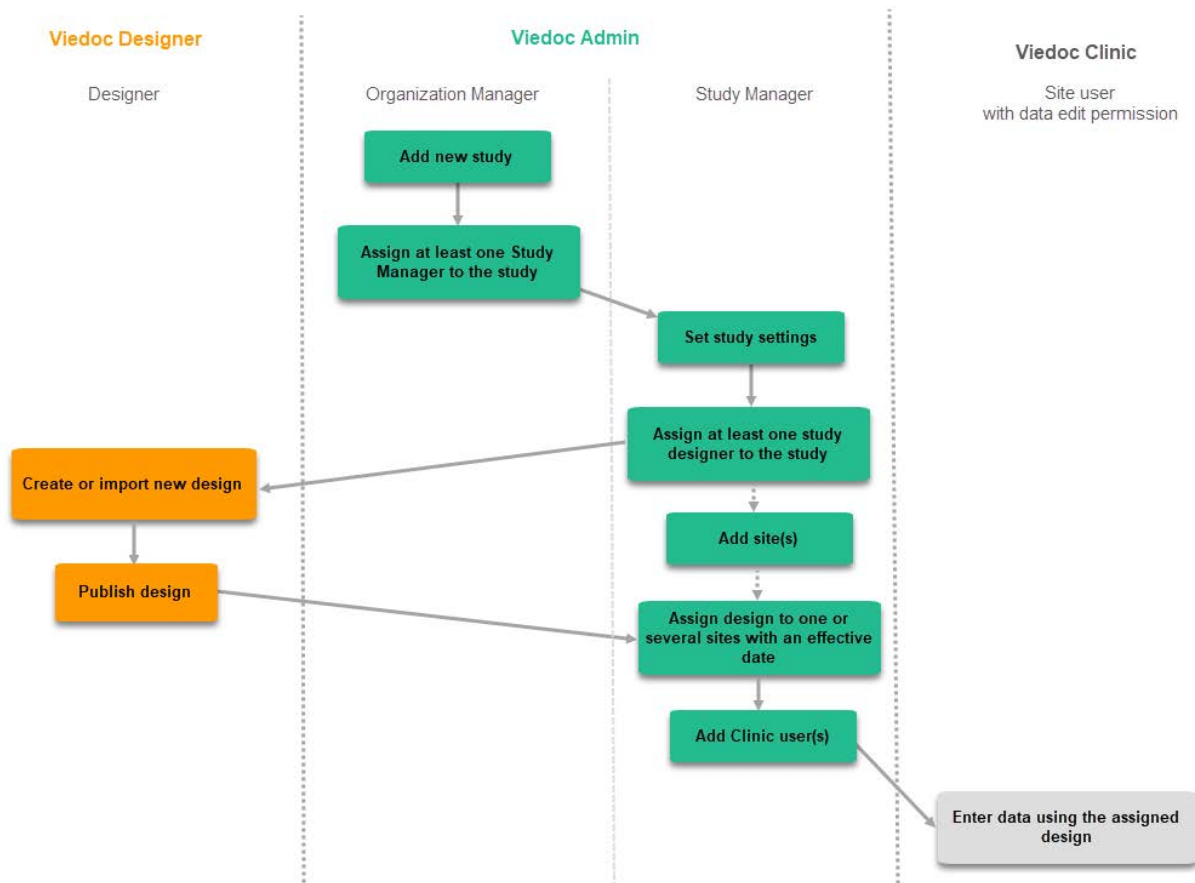 Viedoc Designer
Viedoc Admin
Viedoc Clinic
Designer
Organization Manager
Study Manager
Site user
with data edit permission
Add new study
Assign at least one Study
Manager to the study
Set study settings
Assign at least one study
designer to the study
Create or import new design
Add site(s)
Publish design
Assign design to one or
several sites with an effective
date
Add Clinic user(s)
Enter data using the assigned
design